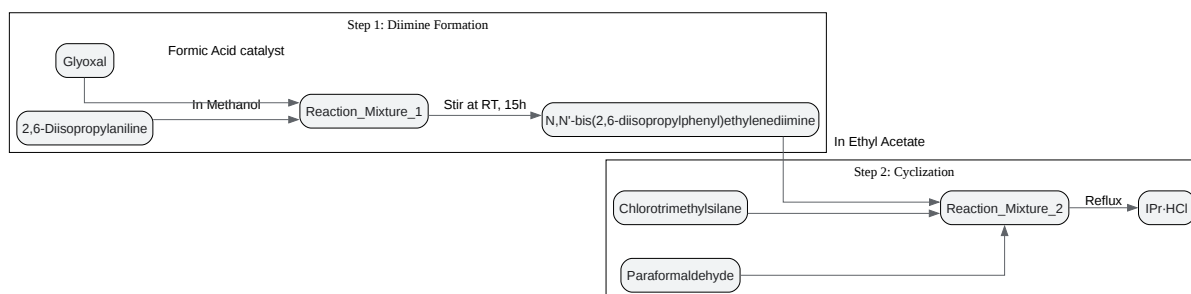 Step 1: Diimine Formation
Formic Acid catalyst
Glyoxal
In Methanol
2,6-Diisopropylaniline
Reaction_Mixture_1
Stir at RT, 15h
N,N'-bis(2,6-diisopropylphenyl)ethylenediimine
In Ethyl Acetate
Step 2: Cyclization
Chlorotrimethylsilane
Reaction_Mixture_2
Reflux
IPr·HCl
Paraformaldehyde